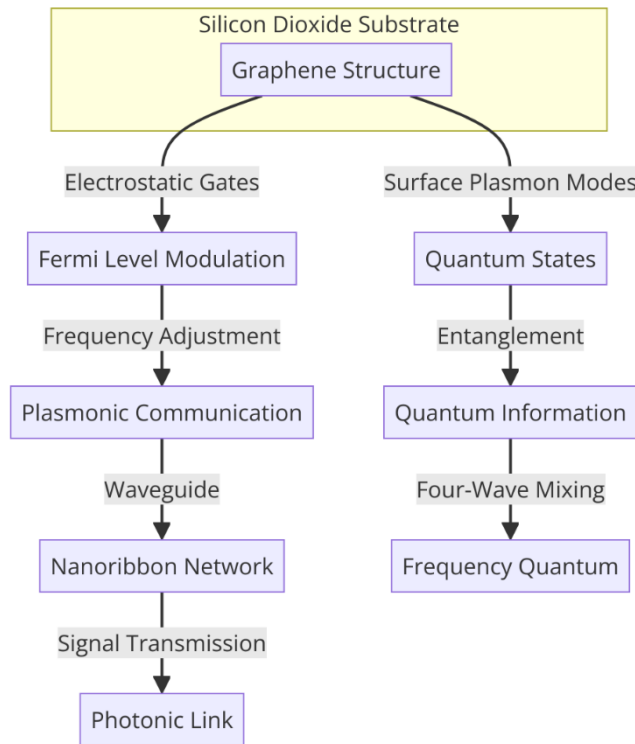 Silicon Dioxide Substrate
Graphene Structure
Electrostatic Gates
Surface Plasmon Modes
Fermi Level Modulation
Quantum States
Frequency Adjustment
Entanglement
Plasmonic Communication
Quantum Information
Waveguide
Four-Wave Mixing
Nanoribbon Network
Frequency Quantum
Signal Transmission
Photonic Link